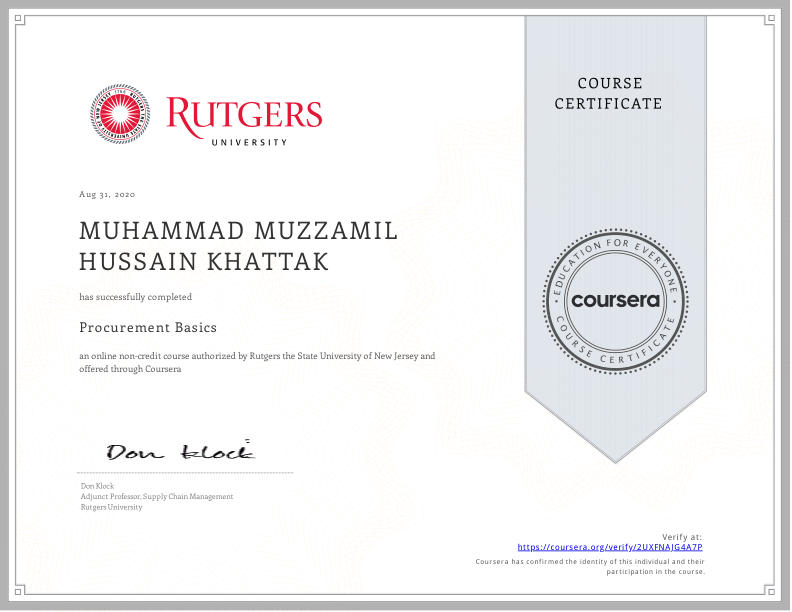 RUTGERS
UNIVERSITY
COURSE
CERTIFICATE
Aug 31, 2020
MUHAMMAD MUZZAMIL
HUSSAIN KHATTAK
has successfully completed
Procurement Basics
an online non-credit course authorized by Rutgers the State University of New Jersey and
offered through Coursera
EDUCATION FOR EVERYONE
coursera
COURSE CERTIFICATE
Don Klock
Don Klock
Adjunct Professor, Supply Chain Management
Rutgers University
Verify at:
https://coursera.org/verify/2UXFNAJG4A7P
Coursera has confirmed the identity of this individual and their
participation in the course.